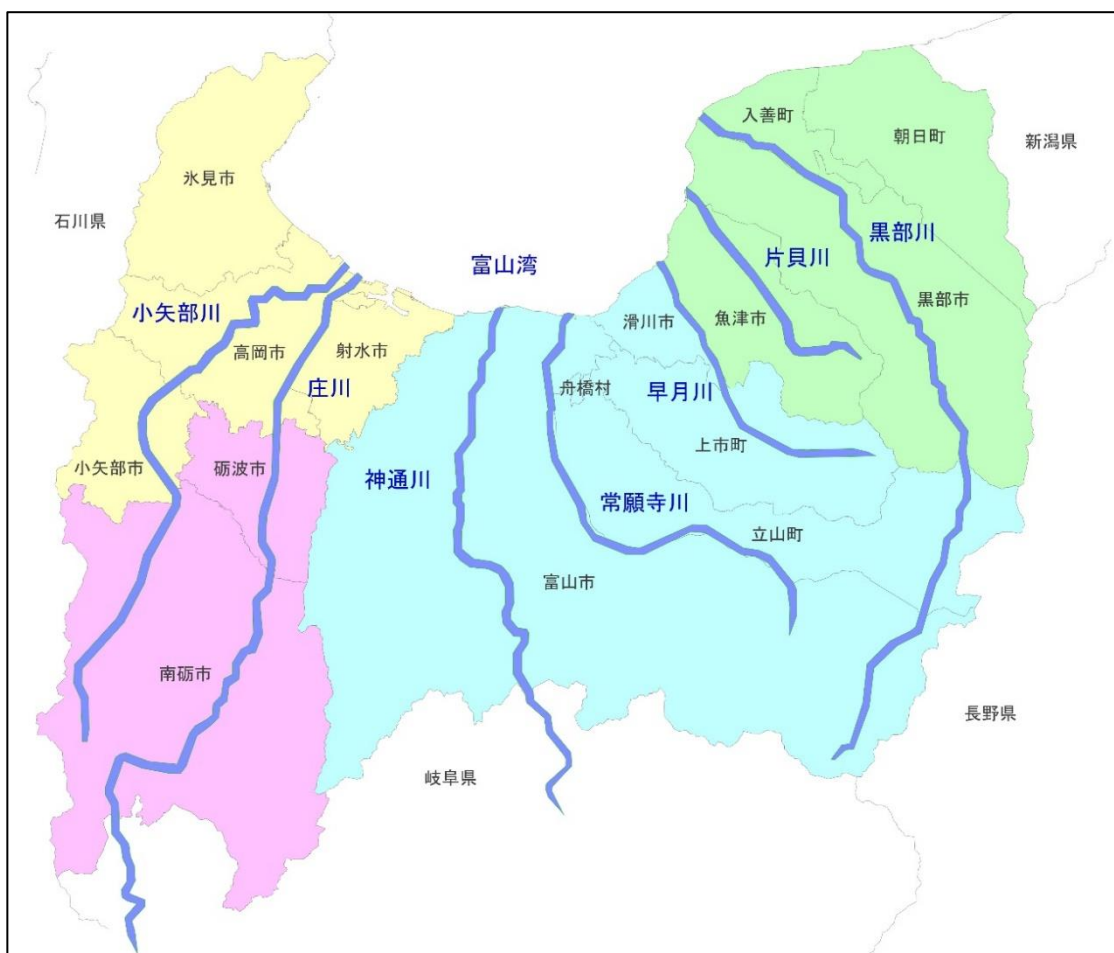 入善町
朝日町
新潟県
氷見市
石川県
黒部川
富山湾
片貝川
黒部市
小矢部川
滑川市
魚津市
高岡市
射水市
庄川
舟橋村
早月川
上市町
小矢部市
砺波市
神通川
常願寺川
立山町
富山市
南砺市
長野県
岐阜県